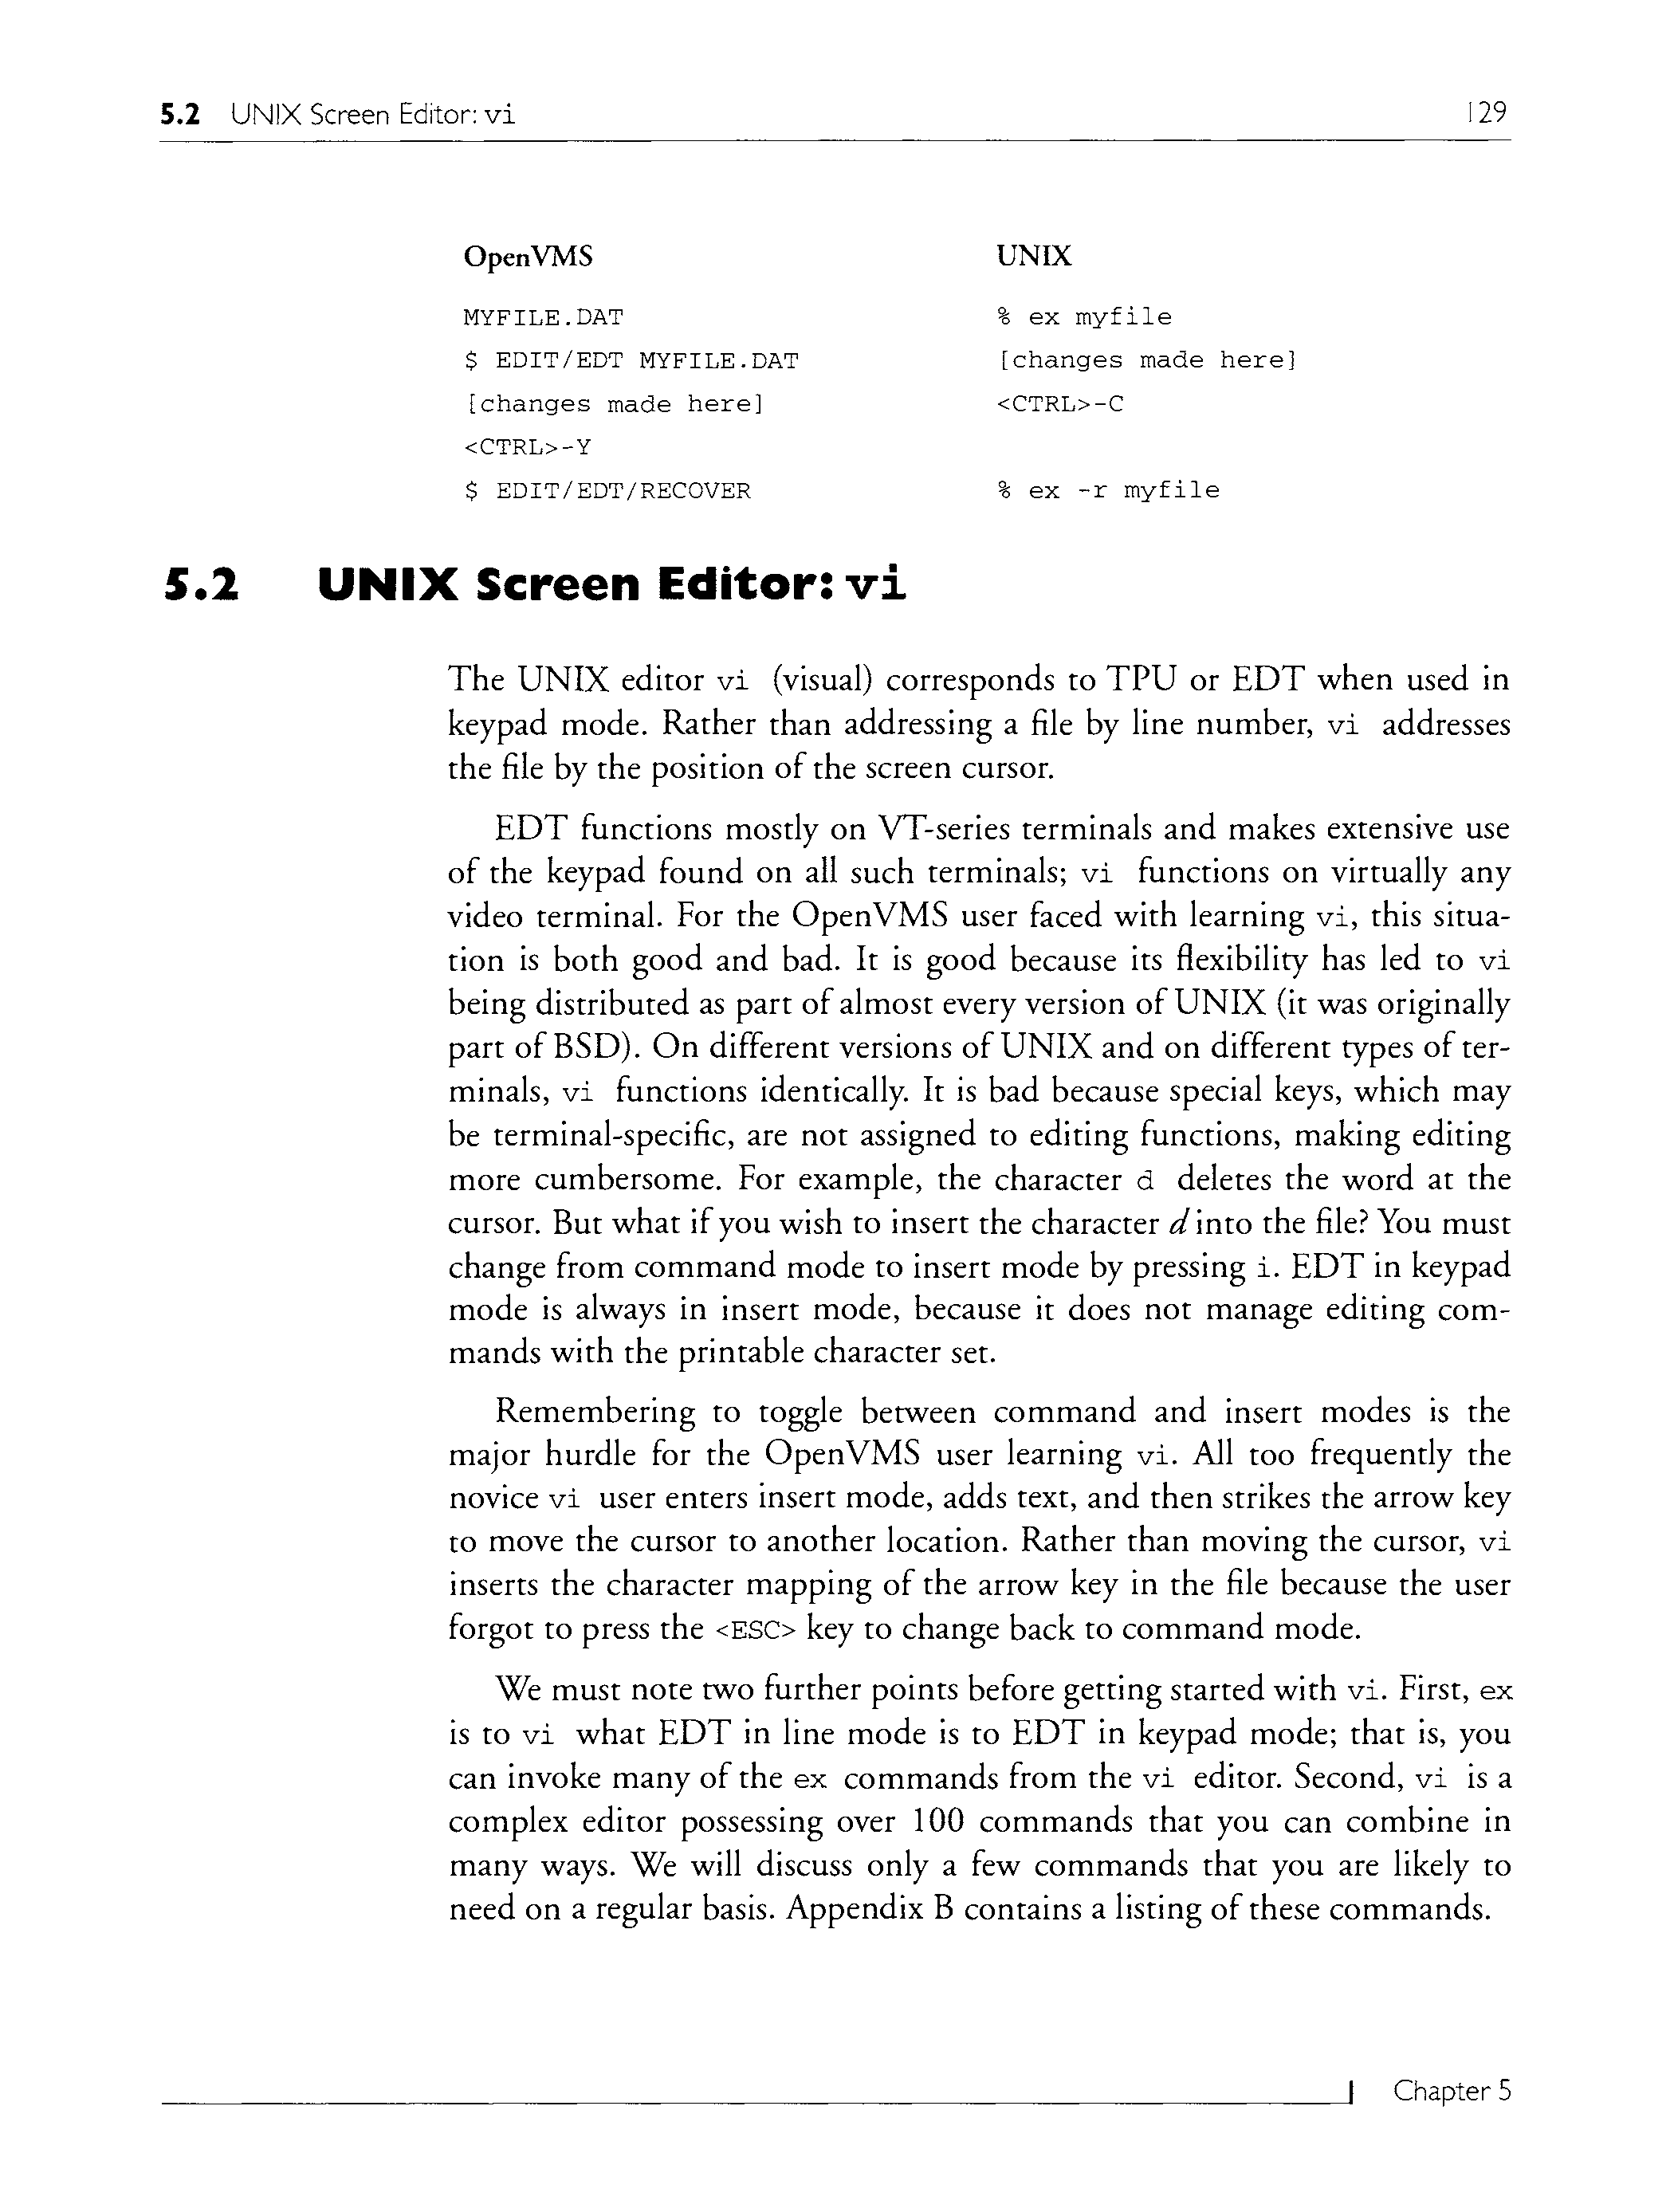 5.2 UNIX Screen Editor: vi 129
OpenVMS UNIX
MYFILE.DAT % ex myfile
$ EDIT/EDT MYFILE.DAT [changes made here]
[changes made here] <CTRL>-C
<CTRL>-Y
$ EDIT/EDT/RECOVER % ex -r myfile
5.2 UNIX Screen Editor: vi
The UNIX editor vi (visual) corresponds to TPU or EDT when used in
keypad mode. Rather than addressing a file by line number, vi addresses
the file by the position of the screen cursor.
EDT functions mostly on VT-series terminals and makes extensive use
of the keypad found on all such terminals; vi functions on virtually any
video terminal. For the OpenVMS user faced with learning vi, this situa-
tion is both good and bad. It is good because its flexibility has led to vi
being distributed as part of almost every version of UNIX (it was originally
part of BSD). On different versions of UNIX and on different types of ter-
minals, vi functions identically. It is bad because special keys, which may
be terminal-specific, are not assigned to editing functions, making editing
more cumbersome. For example, the character d deletes the word at the
cursor. But what if you wish to insert the character d into the file? You must
change from command mode to insert mode by pressing i. EDT in keypad
mode is always in insert mode, because it does not manage editing com-
mands with the printable character set.
Remembering to toggle between command and insert modes is the
major hurdle for the OpenVMS user learning vi. All too frequently the
novice vi user enters insert mode, adds text, and then strikes the arrow key
to move the cursor to another location. Rather than moving the cursor, vi
inserts the character mapping of the arrow key in the file because the user
forgot to press the <ESC> key to change back to command mode.
We must note two further points before getting started with vi. First, ex
is to vi what EDT in line mode is to EDT in keypad mode; that is, you
can invoke many of the ex commands from the vi editor. Second, vi is a
complex editor possessing over 100 commands that you can combine in
many ways. We will discuss only a few commands that you are likely to
need on a regular basis. Appendix B contains a listing of these commands.
Chapter 5